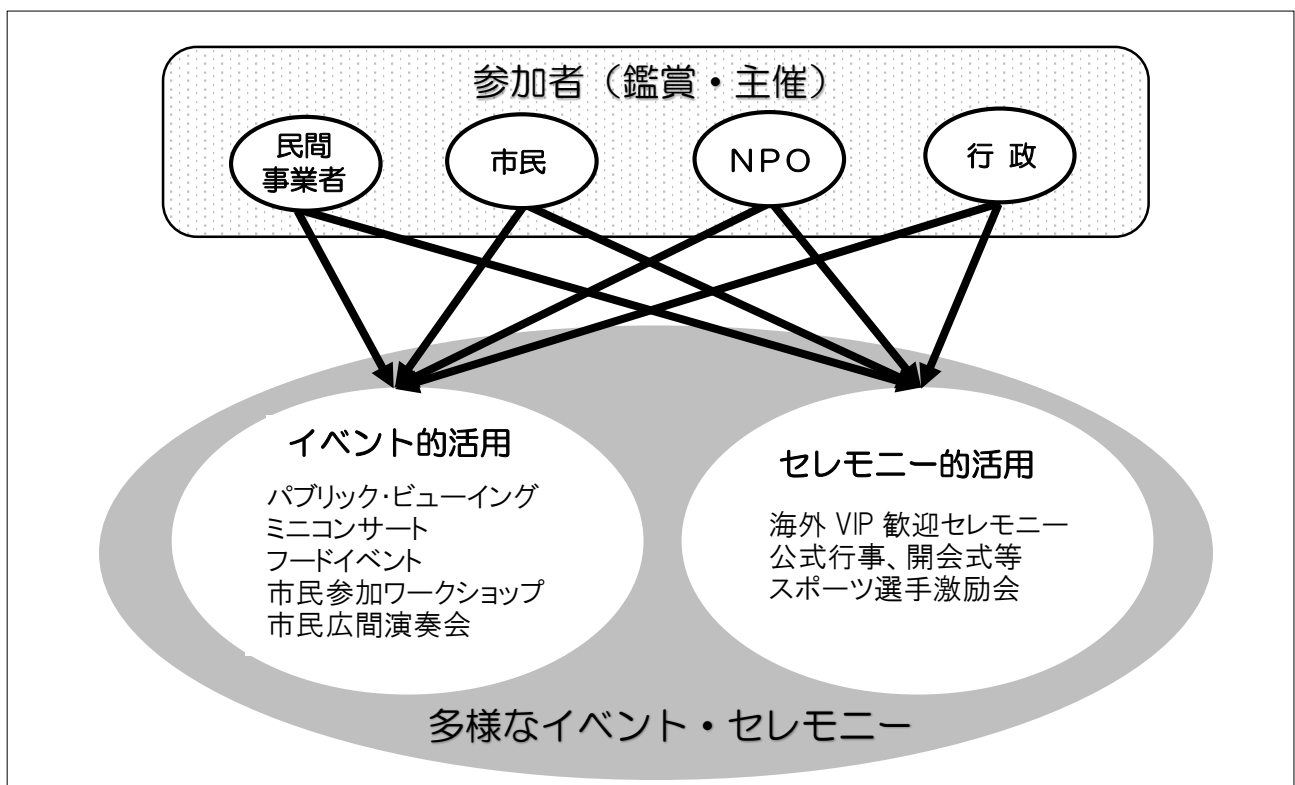 参加者（鑑賞・主催）
民間
事業者
市民
ＮＰＯ
行 政
イベント的活用
パブリック・ビューイング
ミニコンサート
フードイベント
市民参加ワークショップ
市民広間演奏会
セレモニー的活用
海外 VIP 歓迎セレモニー
公式行事、開会式等
スポーツ選手激励会
多様なイベント・セレモニー